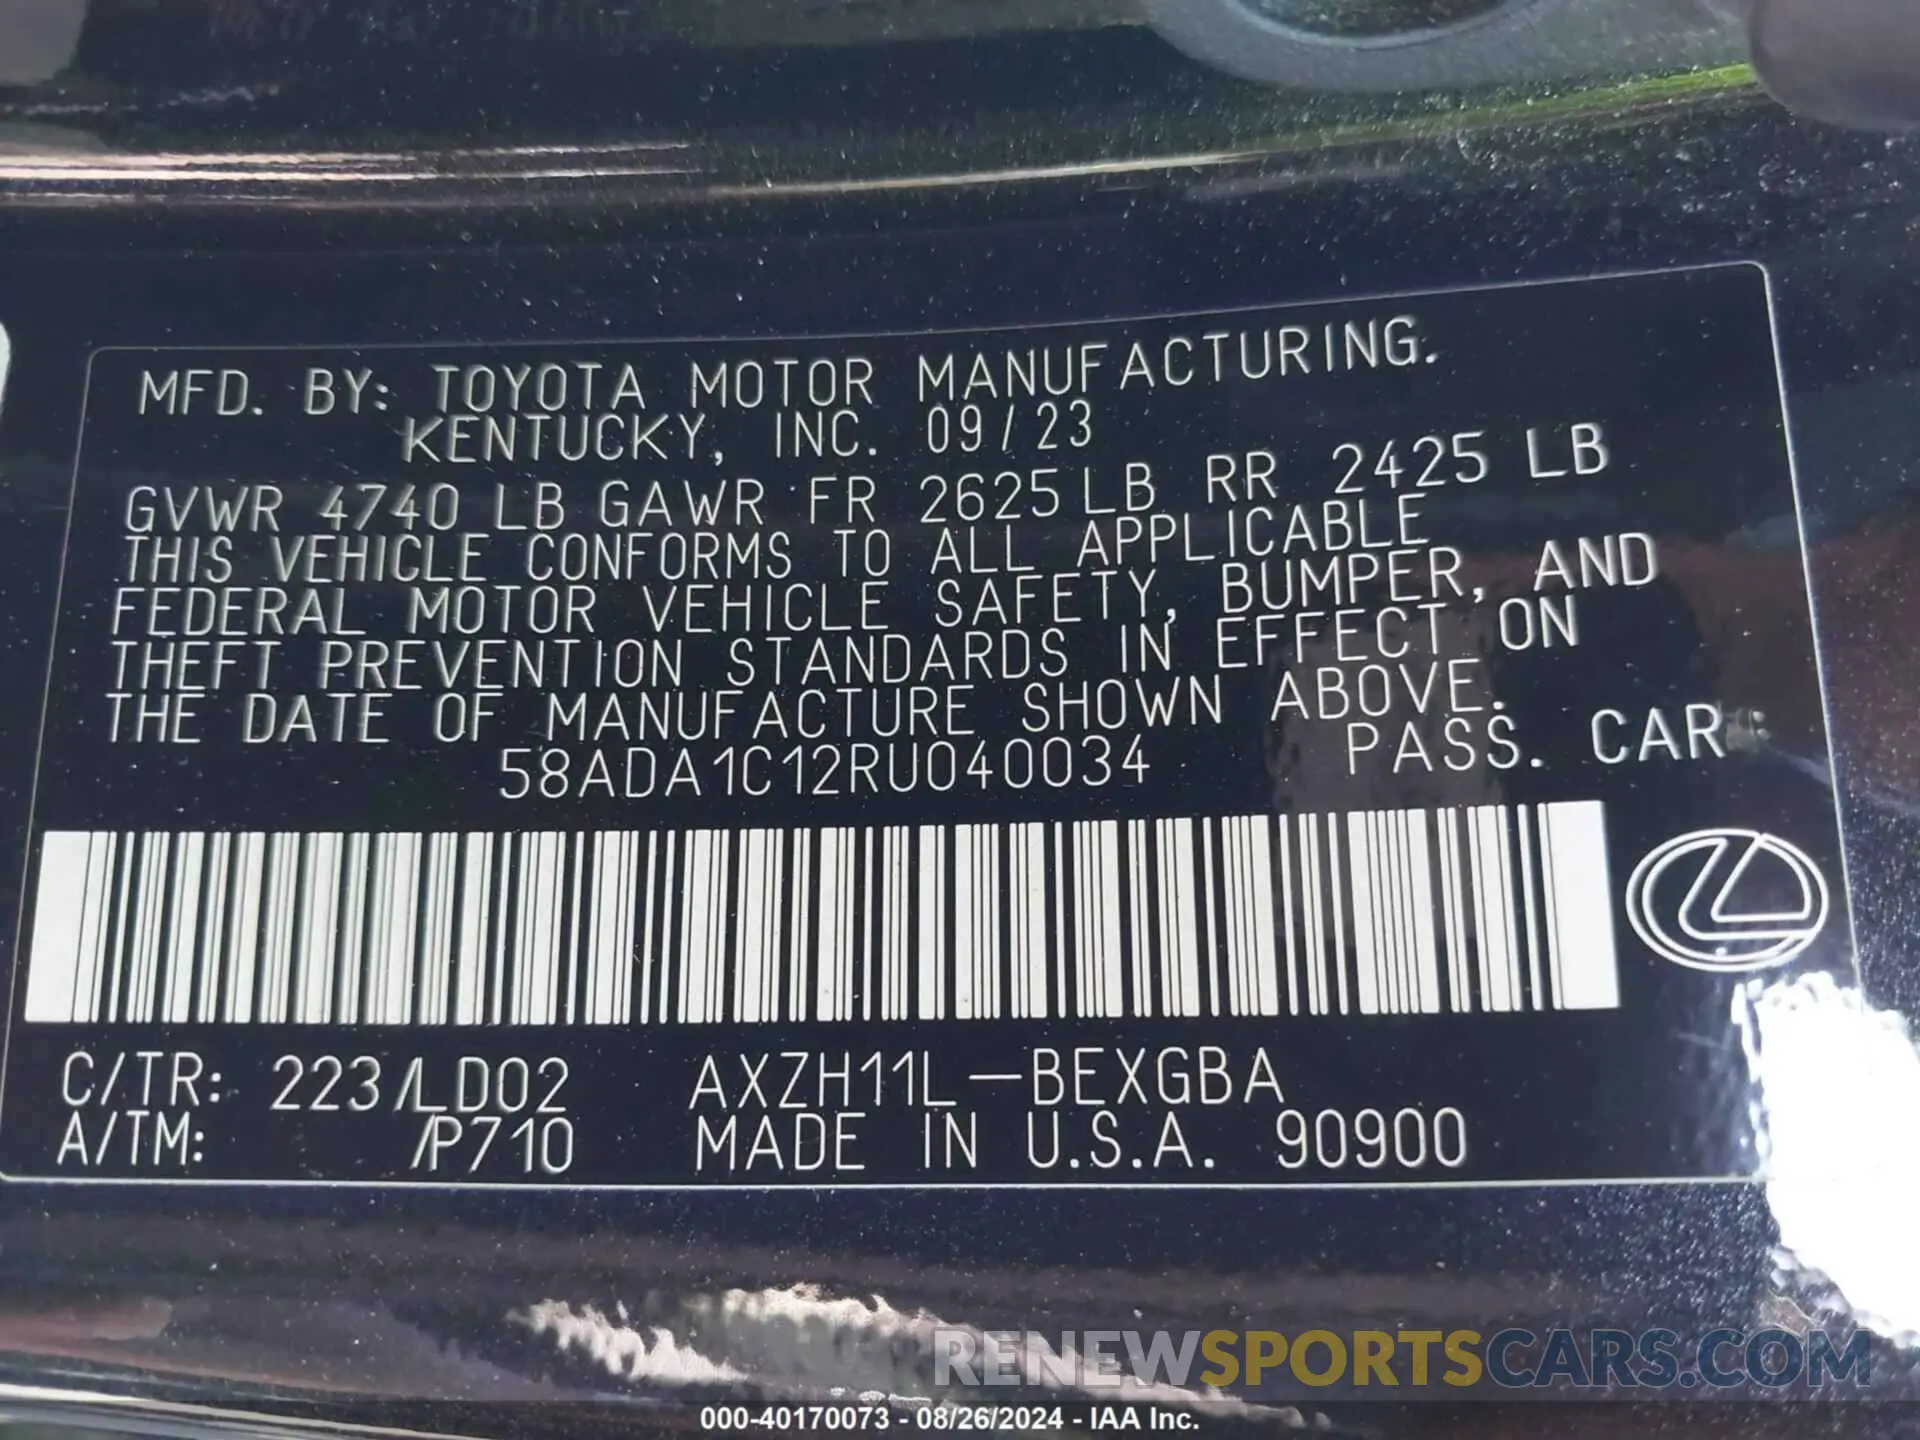 MFD. BY: TOYOTA MOTOR MANUFACTURING.
KENTUCKY, INC. 09/23
GVWR 4740 LB GAWR FR 2625 LB RR 2425 LB
THIS VEHICLE CONFORMS TO ALL APPLICABLE
FEDERAL MOTOR VEHICLE SAFETY, BUMPER, AND
THEFT PREVENTION STANDARDS IN EFFECT ON
THE DATE OF MANUFACTURE SHOWN ABOVE.
58ADA1C12RU040034 PASS. CAR
C/TR: 223/LD02 AXZH11L-BEXGBA
A/TM: /P710 MADE IN U.S.A. 90900
RENEWSPORTSCARS.COM
000-40170073 - 08/26/2024 - IAA Inc.